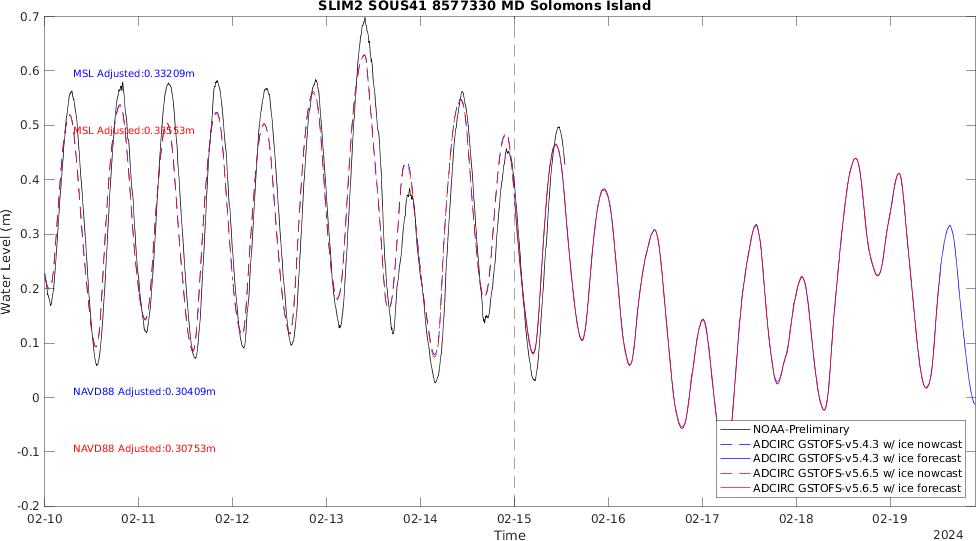 SLIM2 SOUS41 8577330 MD Solomons Island
0.7
0.6
0.5
0.4
0.3
0.2
0.1
0
-0.1
-0.2
Water Level (m)
MSL Adjusted:0.33209m
MSL Adjusted:0.33553m
NAVD88 Adjusted:0.30409m
NAVD88 Adjusted:0.30753m
NOAA-Preliminary
ADCIRC GSTOFS-v5.4.3 w/ ice nowcast
ADCIRC GSTOFS-v5.4.3 w/ ice forecast
ADCIRC GSTOFS-v5.6.5 w/ ice nowcast
ADCIRC GSTOFS-v5.6.5 w/ ice forecast
02-10 02-11 02-12 02-13 02-14 02-15 02-16 02-17 02-18 02-19
Time
2024